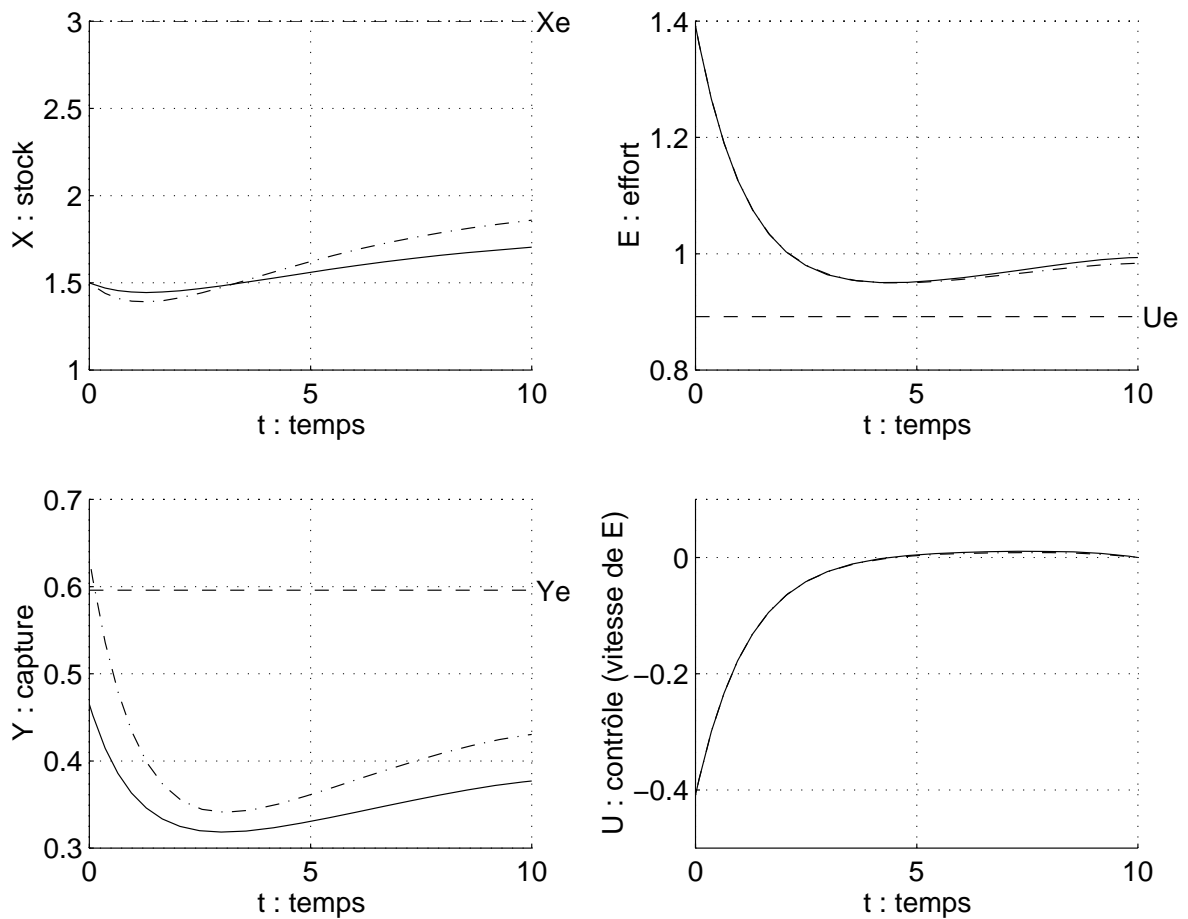 3
2.5
2
1.5
1
0
5
10
X : stock
t : temps
Xe
1.4
1.2
1
0.8
0
5
10
E : effort
t : temps
Ue
0.7
0.6
0.5
0.4
0.3
0
5
10
Y : capture
t : temps
Ye
0
−0.2
−0.4
0
5
10
U : contrôle (vitesse de E)
t : temps